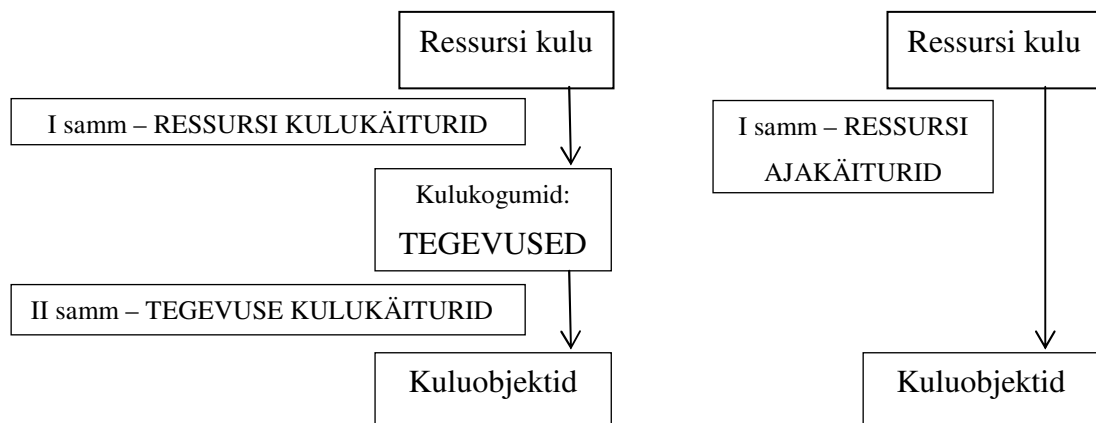 Ressursi kulu
I samm – RESSURSI KULUKÄITURID
Kulukogumid:
TEGEVUSED
II samm – TEGEVUSE KULUKÄITURID
Kuluobjektid
Ressursi kulu
I samm – RESSURSI
AJAKÄITURID
Kuluobjektid